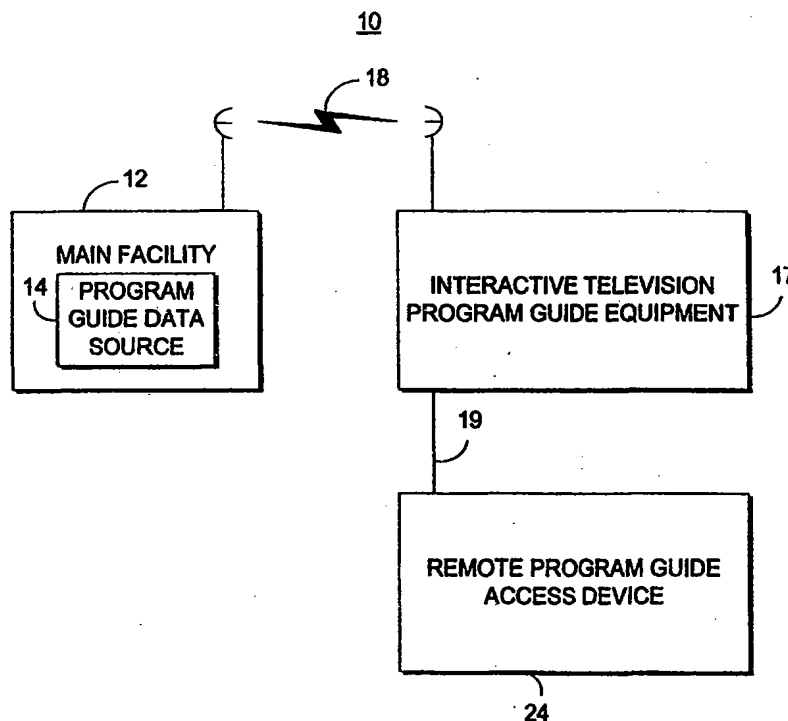 10
18
12
MAIN FACILITY
14
PROGRAM
GUIDE DATA
SOURCE
INTERACTIVE TELEVISION
PROGRAM GUIDE EQUIPMENT
17
19
REMOTE PROGRAM GUIDE
ACCESS DEVICE
24